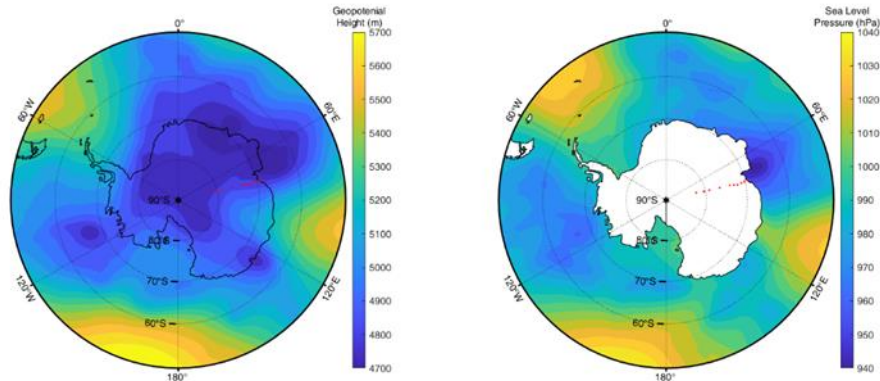 Geopotenial
Height (m)
0°
60°W
60°E
120°W
120°E
180°
90°S
80°S
70°S
60°S
5700
5600
5500
5400
5300
5200
5100
5000
4900
4800
4700
Sea Level
Pressure (hPa)
0°
60°W
60°E
120°W
120°E
180°
90°S
80°S
70°S
60°S
1040
1030
1020
1010
1000
990
980
970
960
950
940